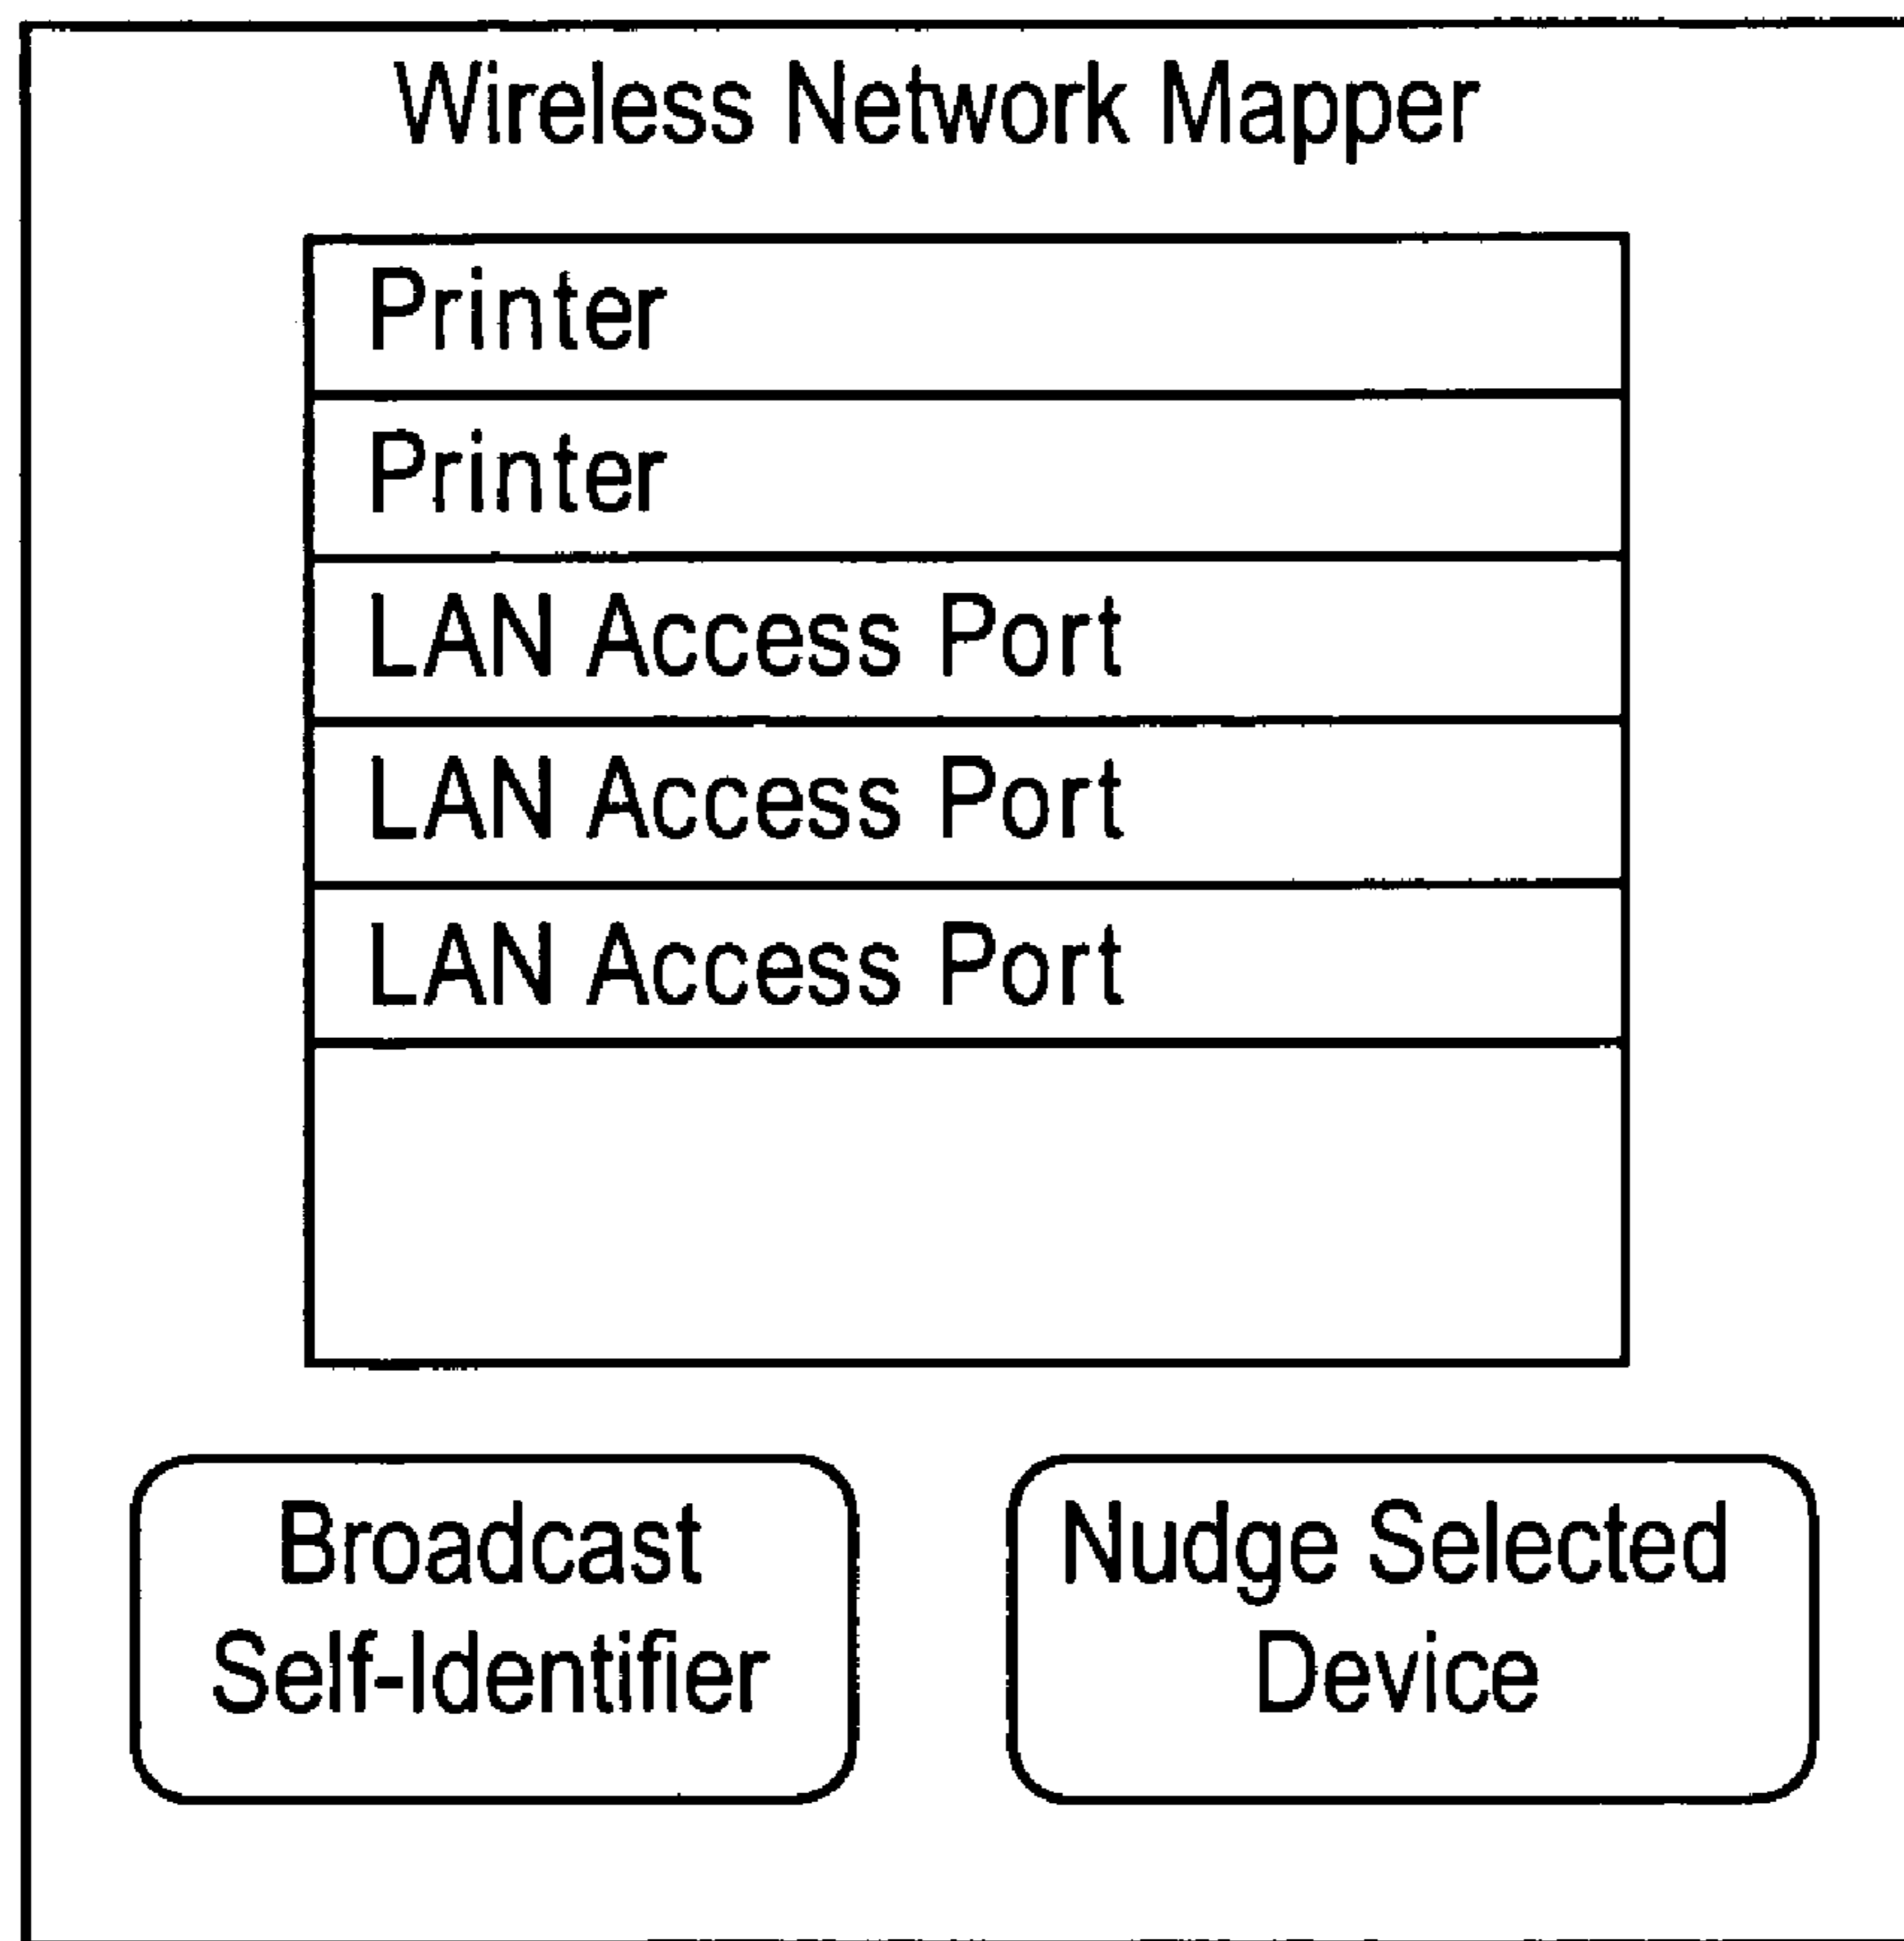 Wireless Network Mapper
Printer
Printer
LAN Access Port
LAN Access Port
LAN Access Port
Broadcast
Self-Identifier
Nudge Selected
Device